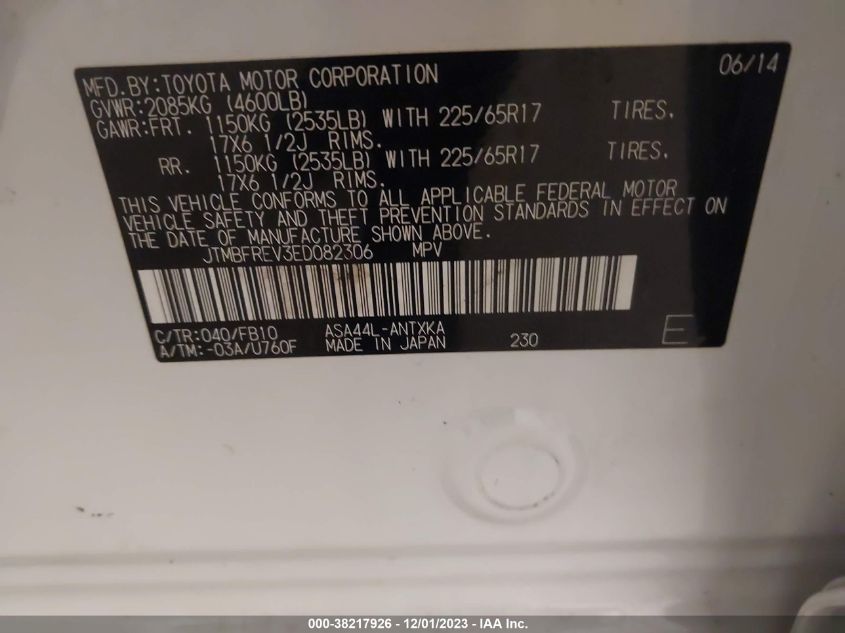 MFD.BY:TOYOTA MOTOR CORPORATION 06/14
GVWR:2085KG (4600LB)
GAWR:FRT. 1150KG (2535LB) WITH 225/65R17 TIRES.
17X6 1/2J RIMS.
RR. 1150KG (2535LB) WITH 225/65R17 TIRES.
17X6 1/2J RIMS.
THIS VEHICLE CONFORMS TO ALL APPLICABLE FEDERAL MOTOR
VEHICLE SAFETY AND THEFT PREVENTION STANDARDS IN EFFECT ON
THE DATE OF MANUFACTURE SHOWN ABOVE.
JTMBFREV3ED082306 MPV
C/TR:040/FB10 ASA44L-ANTXKA
A/TM:-03A/U760F MADE IN JAPAN 230 E
000-38217926 - 12/01/2023 - IAA Inc.